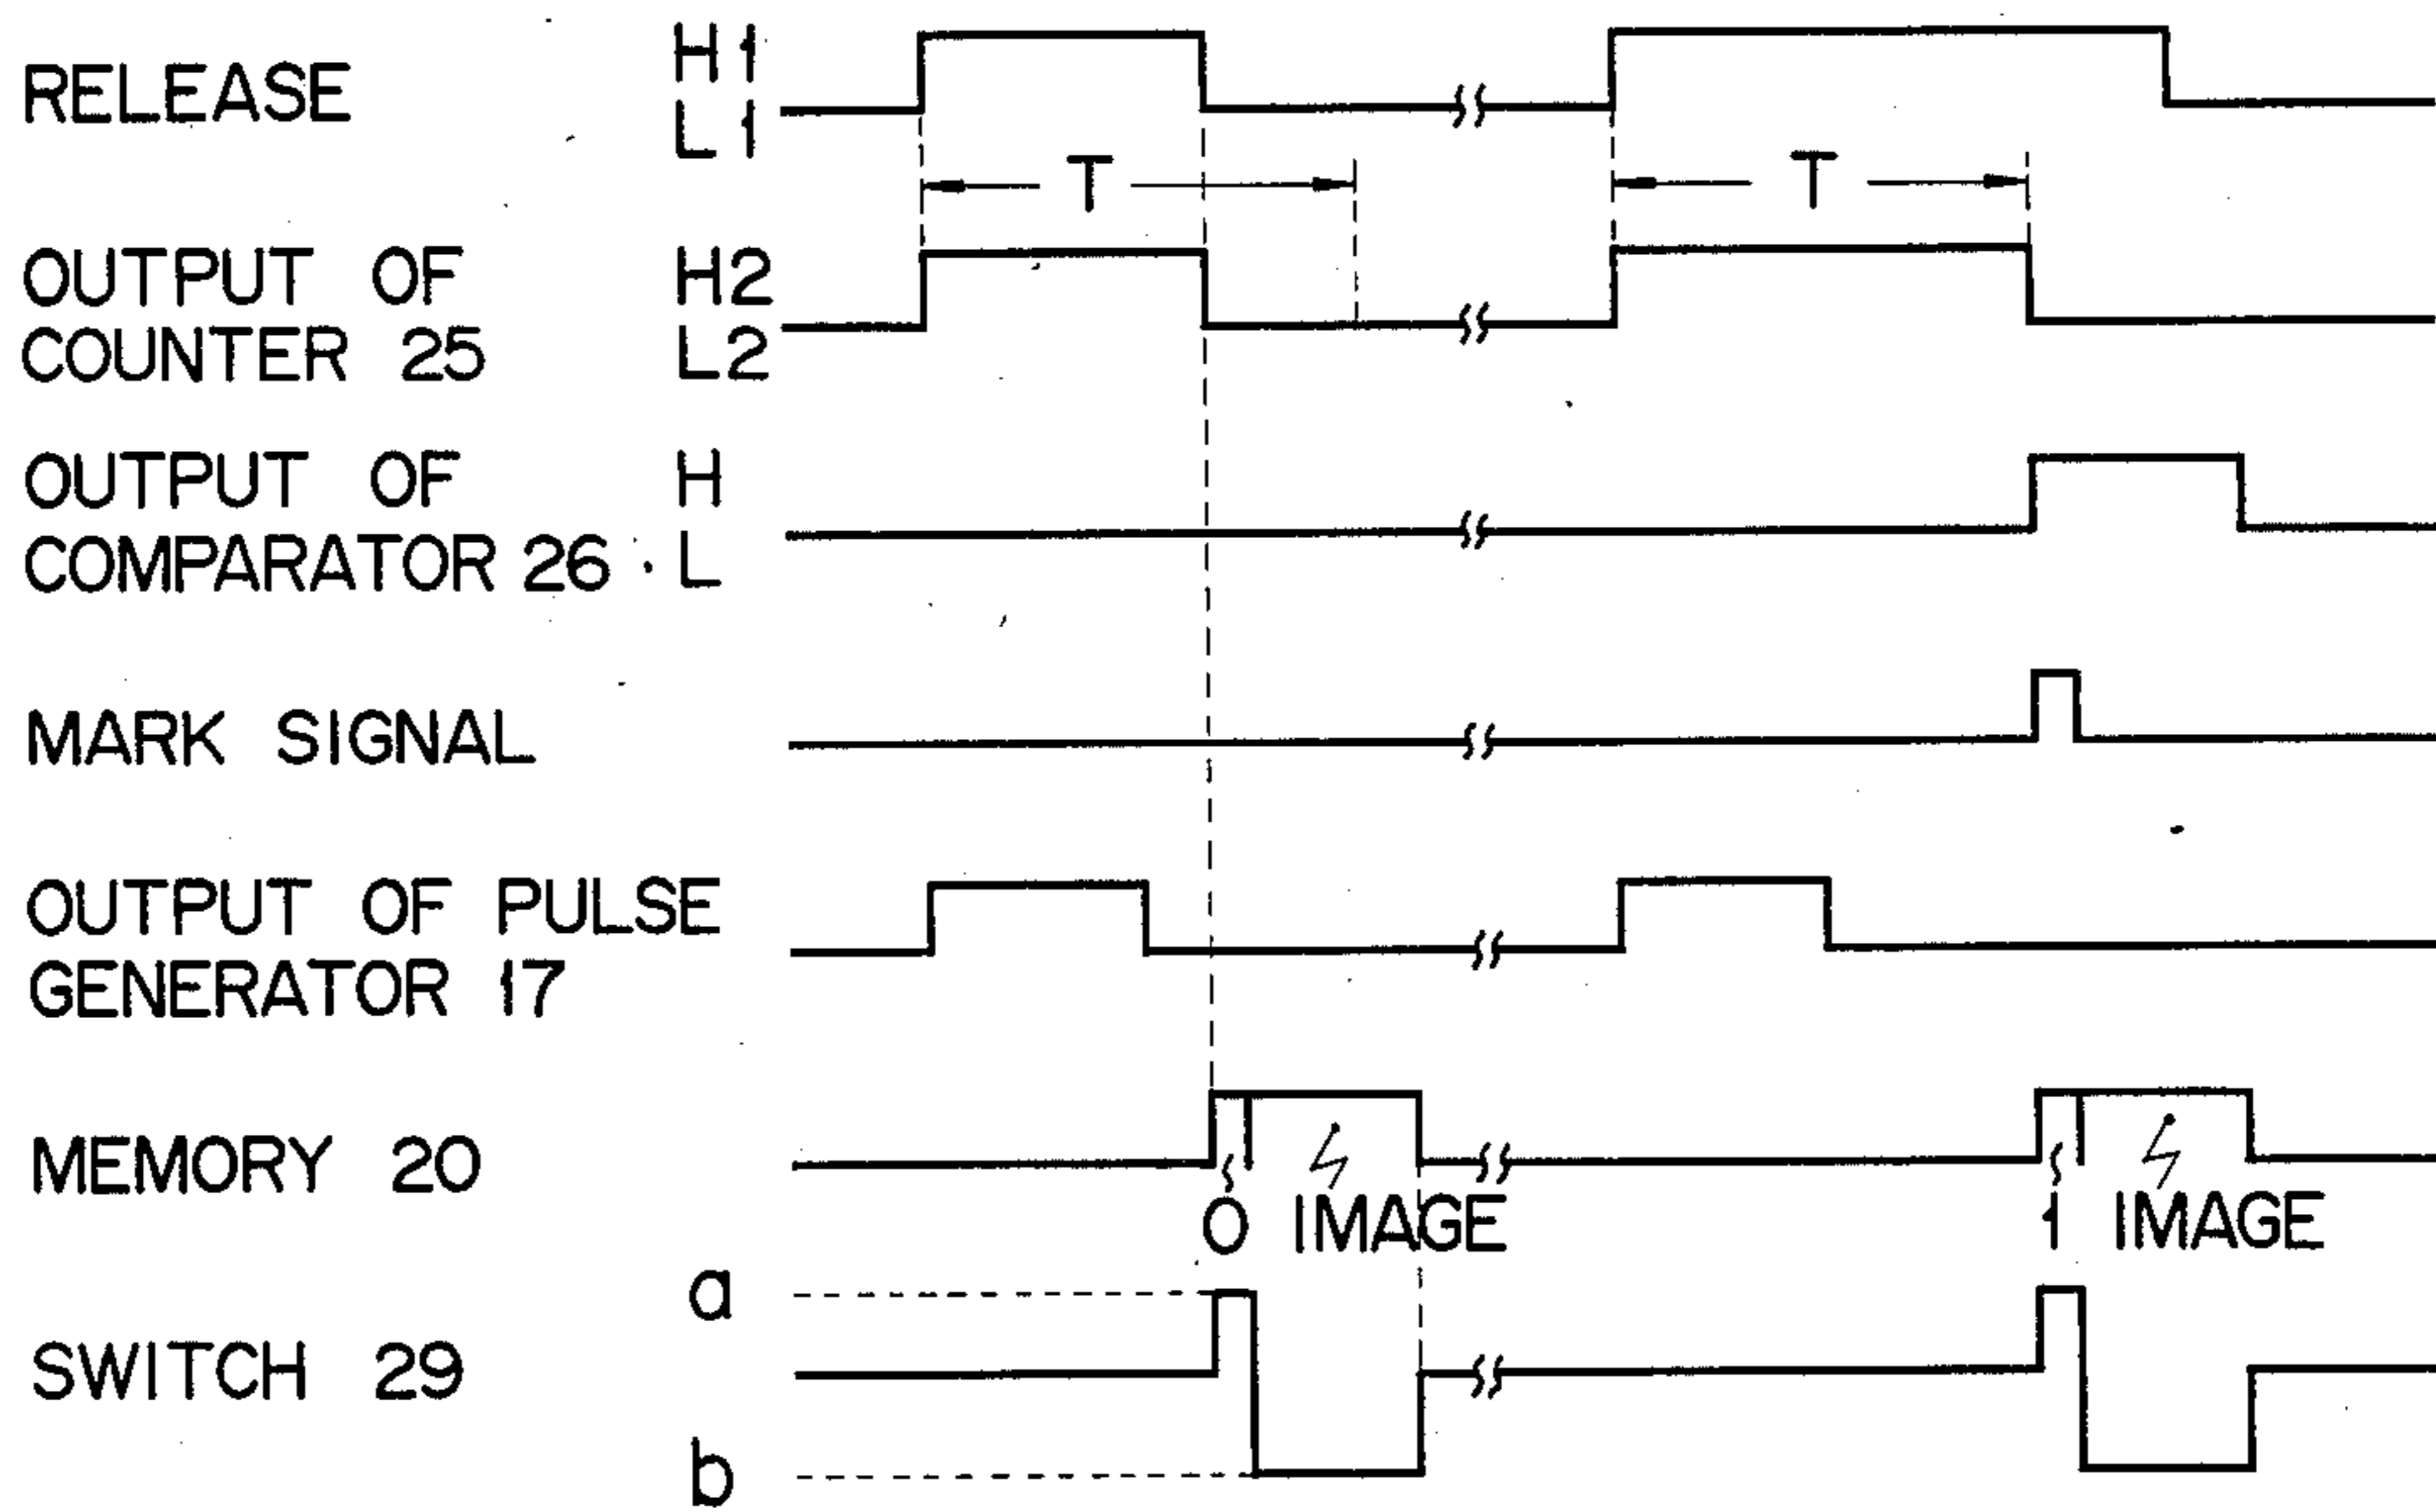 RELEASE
H1
L1
T
T
OUTPUT OF
COUNTER 25
H2
L2
OUTPUT OF
COMPARATOR 26
H
L
MARK SIGNAL
OUTPUT OF PULSE
GENERATOR 17
MEMORY 20
0 IMAGE
1 IMAGE
SWITCH 29
a
b